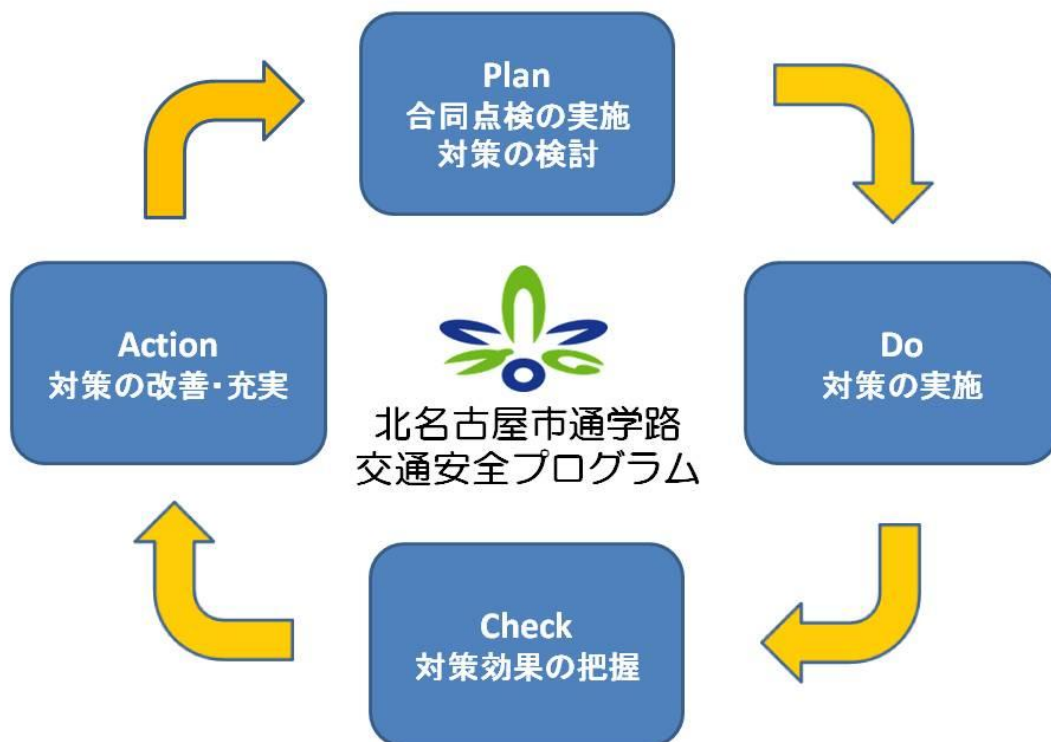 Plan
合同点検の実施
対策の検討
Action
対策の改善・充実
Do
対策の実施
北名古屋市通学路
交通安全プログラム
Check
対策効果の把握